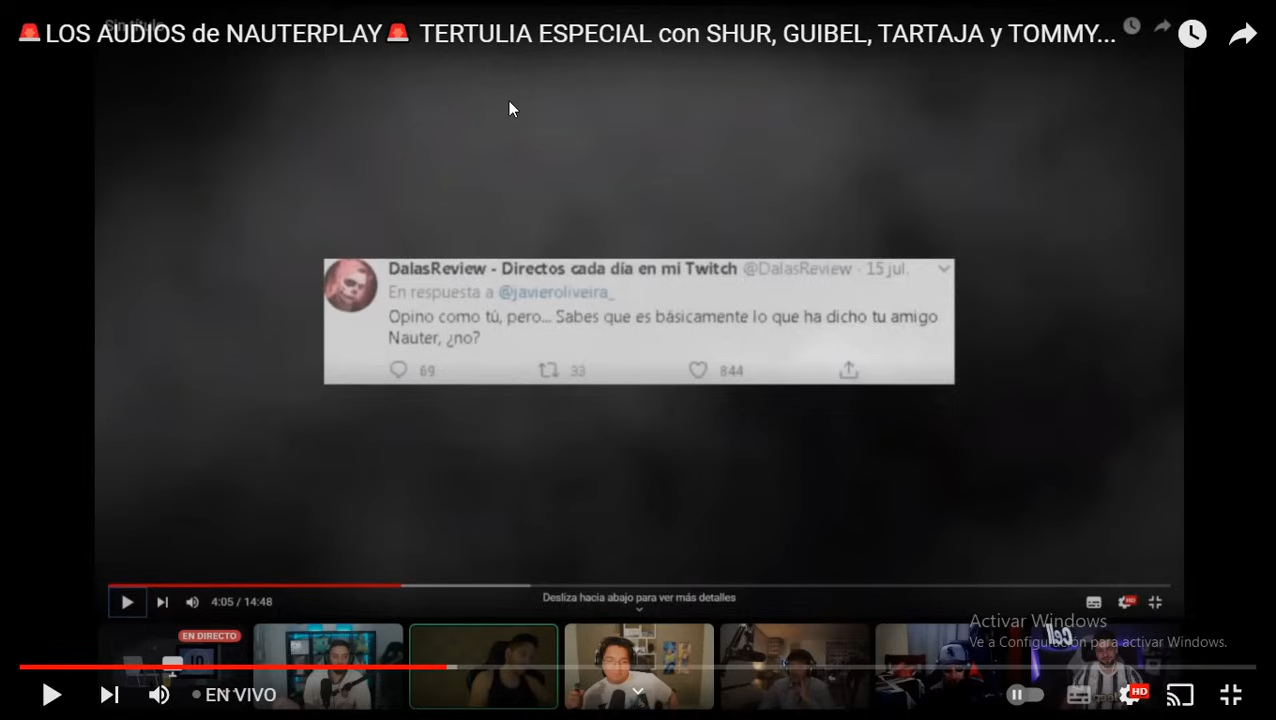 🚨LOS AUDIOS de NAUTERPLAY🚨 TERTULIA ESPECIAL con SHUR, GUIBEL, TARTAJA y TOMMY...
DalasReview - Directos cada día en mi Twitch @DalasReview · 15 jul.
En respuesta a @javieroliveira_
Opino como tú, pero... Sabes que es básicamente lo que ha dicho tu amigo
Nauter, ¿no?
69 33 844
4:05 / 14:48
Desliza hacia abajo para ver más detalles
HD
EN DIRECTO
Activar Windows
Ve a Configuración para activar Windows.
EN VIVO
HD